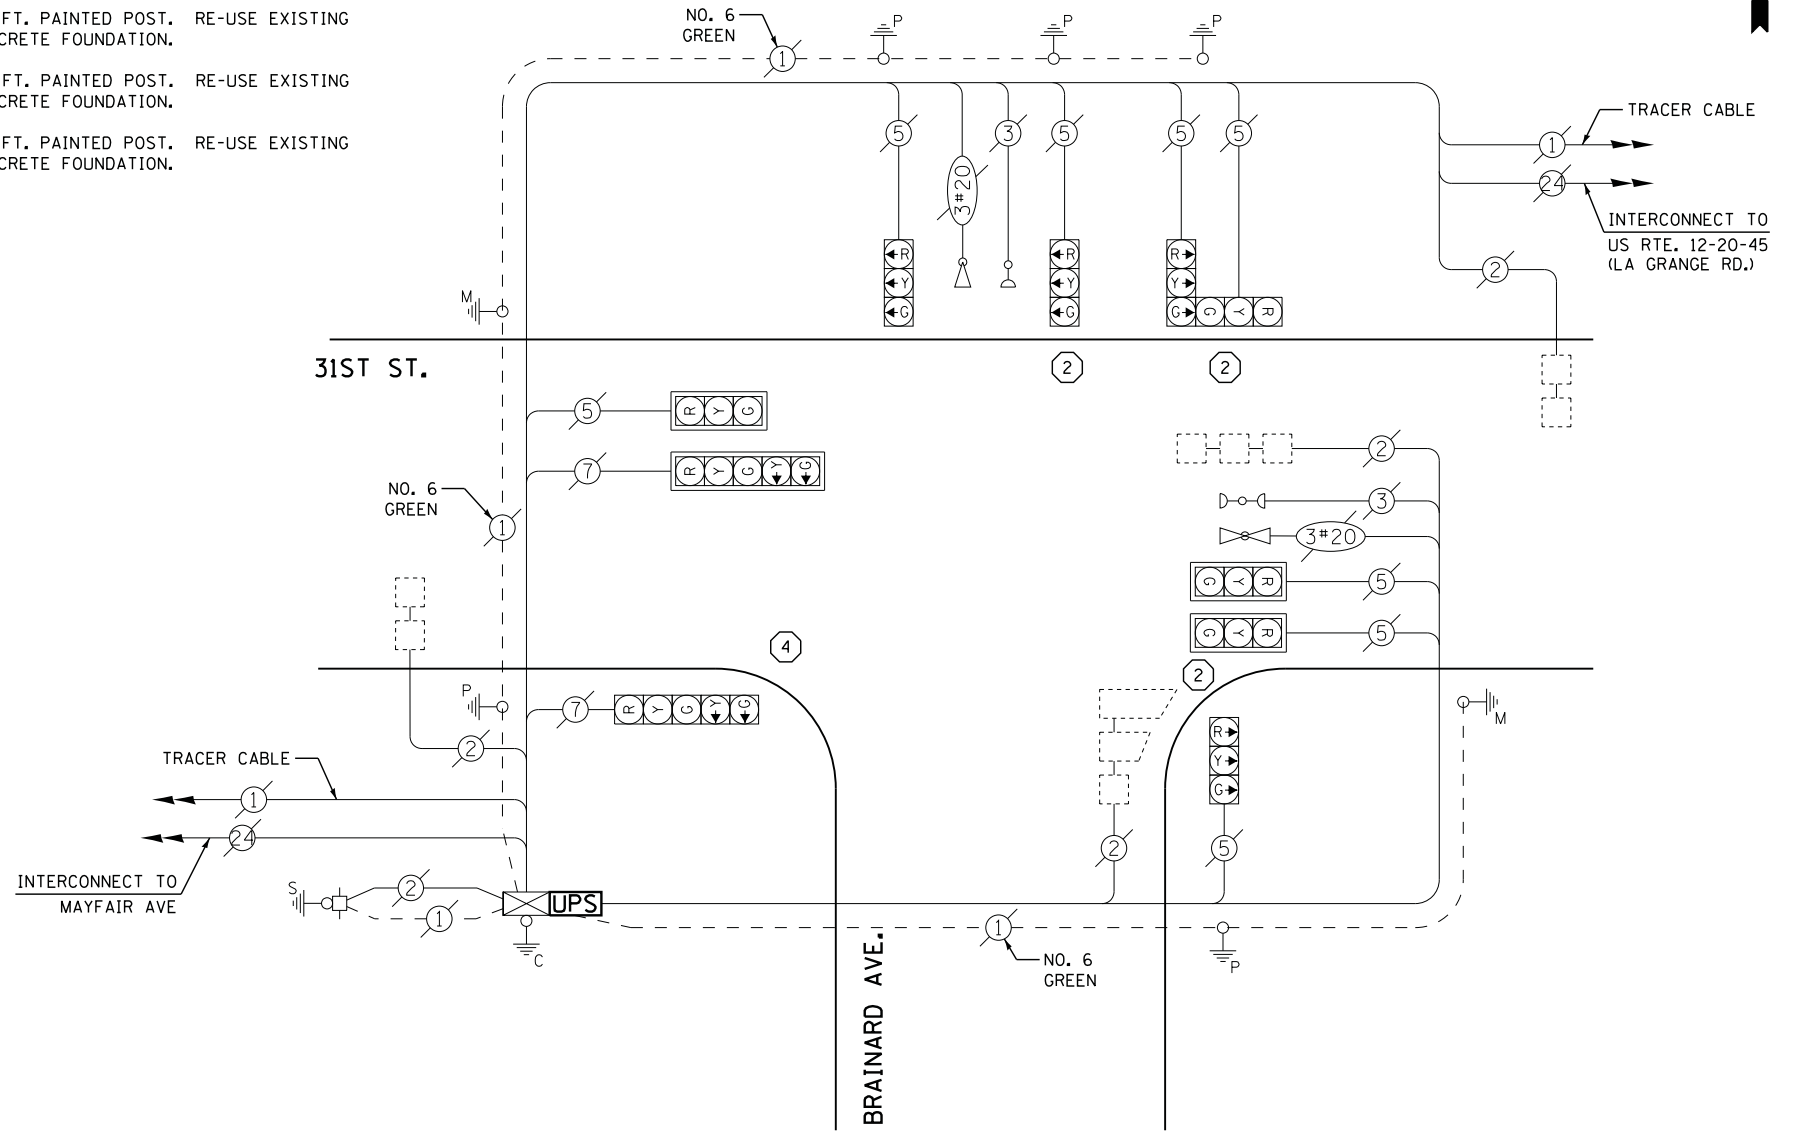 FT. PAINTED POST. RE-USE EXISTING
CRETE FOUNDATION.
FT. PAINTED POST. RE-USE EXISTING
CRETE FOUNDATION.
FT. PAINTED POST. RE-USE EXISTING
CRETE FOUNDATION.
NO. 6
GREEN
1
P
P
P
5
3#20
3
5
5
5
R
Y
G
R
Y
G
R
Y
G G Y R
1
TRACER CABLE
24
INTERCONNECT TO
US RTE. 12-20-45
(LA GRANGE RD.)
2
M
31ST ST.
2
2
5
R Y G
7
R Y G Y G
NO. 6
GREEN
1
2
3
3#20
G Y R
5
G Y R
5
4
2
P
7
R Y G Y G
2
M
R
Y
G
TRACER CABLE
1
24
INTERCONNECT TO
MAYFAIR AVE
2
5
S
2
1
UPS
C
1
NO. 6
GREEN
P
BRAINARD AVE.